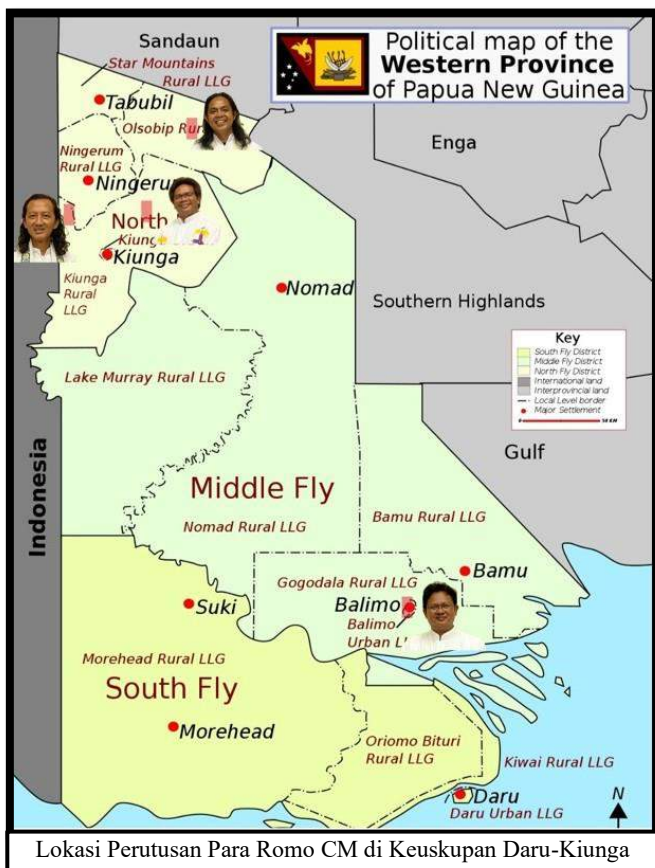 Political map of the
Western Province
of Papua New Guinea
Sandaun
Star Mountains
Rural LLG
Tabubil
Olsobip
Enga
Ningerum
Rural LLG
North
Kiunga
Kiunga
Rural
LLG
Nomad
Southern Highlands
Key
South Fly District
Middle Fly District
North Fly District
International land
Interprovincial land
Local Level border
Major Settlement
Lake Murray Rural LLG
Gulf
Indonesia
Middle Fly
Nomad Rural LLG
Bamu Rural LLG
Bamu
Gogodala Rural LLG
Suki
Balimo
Balimo
Urban
Morehead Rural LLG
South Fly
Morehead
Oriomo Bituri
Rural LLG
Kiwai Rural LLG
Daru
Daru Urban LLG
N
Lokasi Perutusan Para Romo CM di Keuskupan Daru-Kiunga